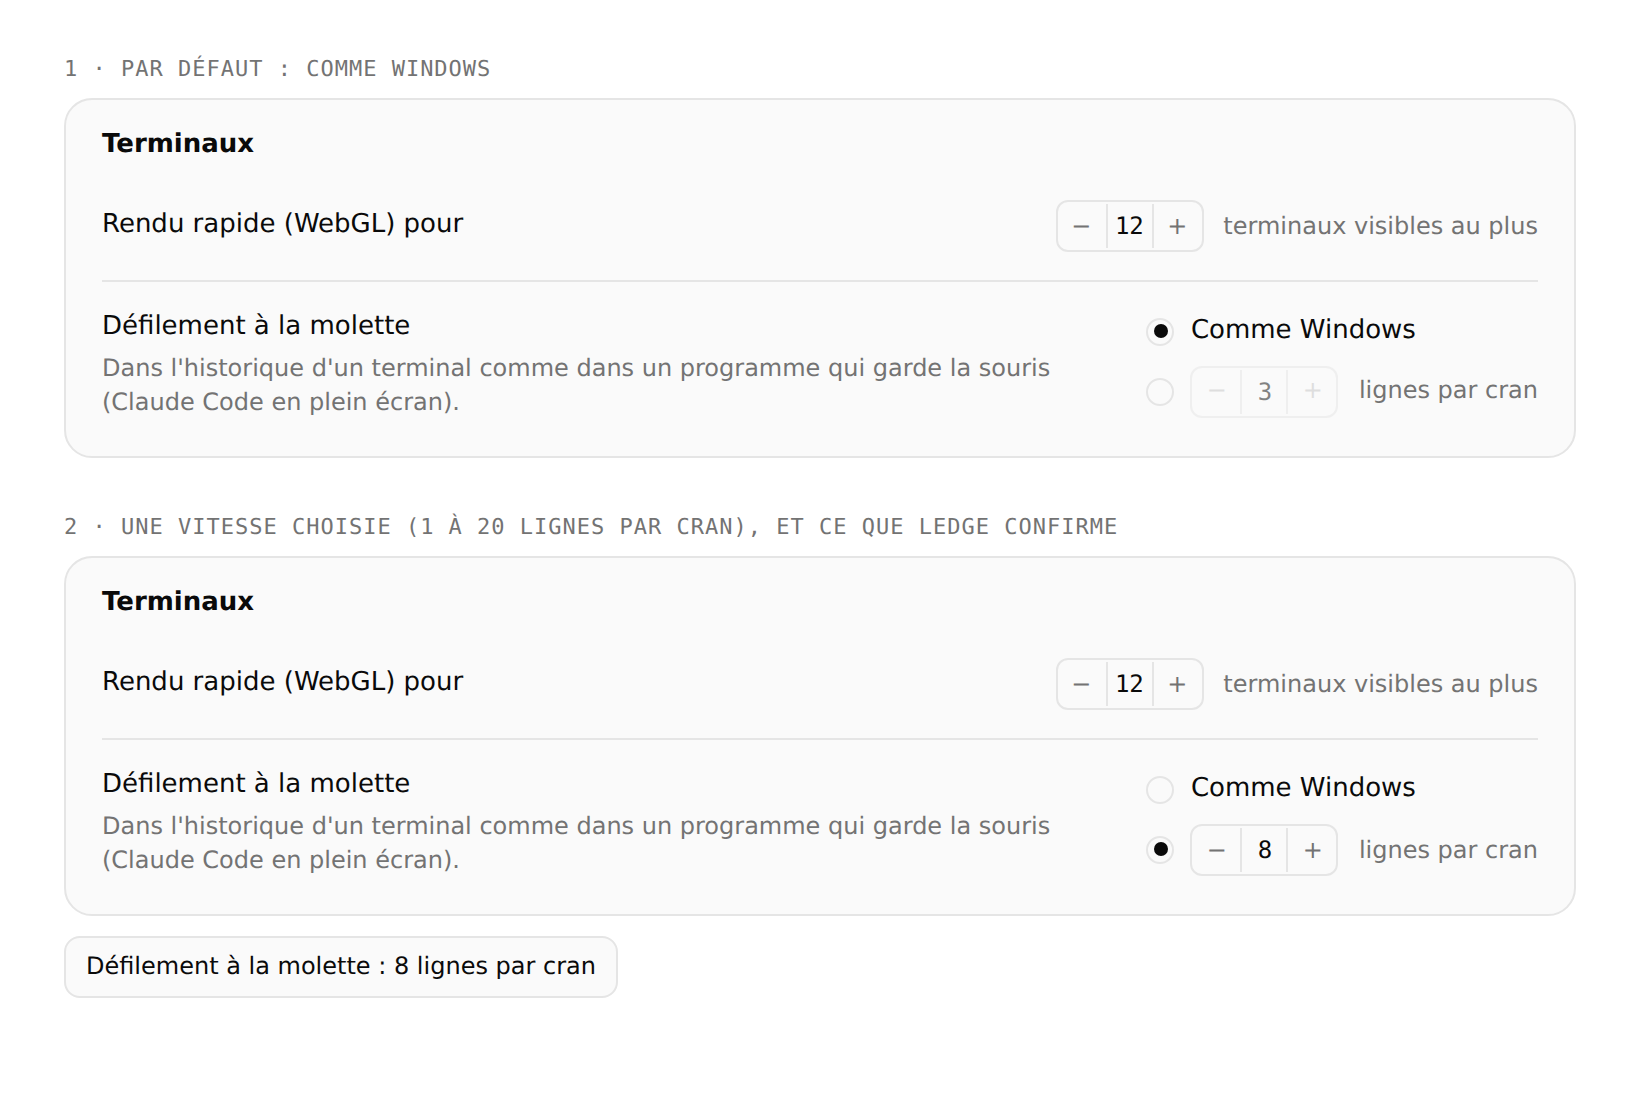 1 · PAR DÉFAUT : COMME WINDOWS
Terminaux
Rendu rapide (WebGL) pour
− 12 + terminaux visibles au plus
Défilement à la molette
Dans l'historique d'un terminal comme dans un programme qui garde la souris
(Claude Code en plein écran).
Comme Windows
− 3 + lignes par cran
2 · UNE VITESSE CHOISIE (1 À 20 LIGNES PAR CRAN), ET CE QUE LEDGE CONFIRME
Terminaux
Rendu rapide (WebGL) pour
− 12 + terminaux visibles au plus
Défilement à la molette
Dans l'historique d'un terminal comme dans un programme qui garde la souris
(Claude Code en plein écran).
Comme Windows
− 8 + lignes par cran
Défilement à la molette : 8 lignes par cran